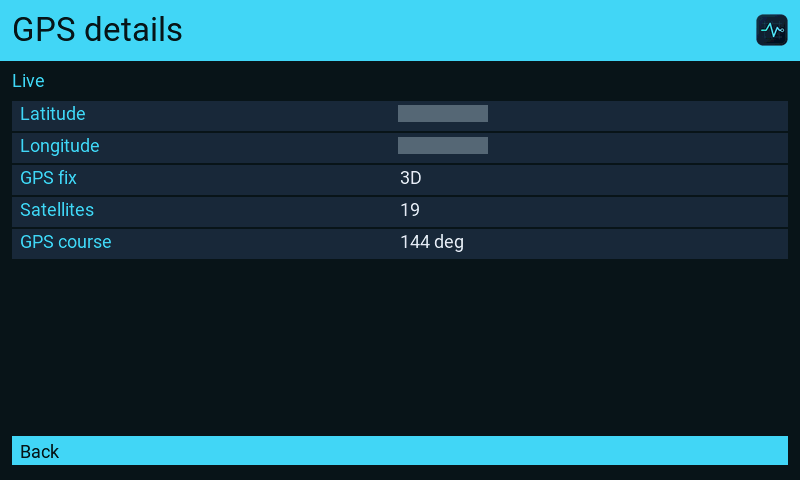 GPS details
Live
Latitude
Longitude
GPS fix 3D
Satellites 19
GPS course 144 deg
Back